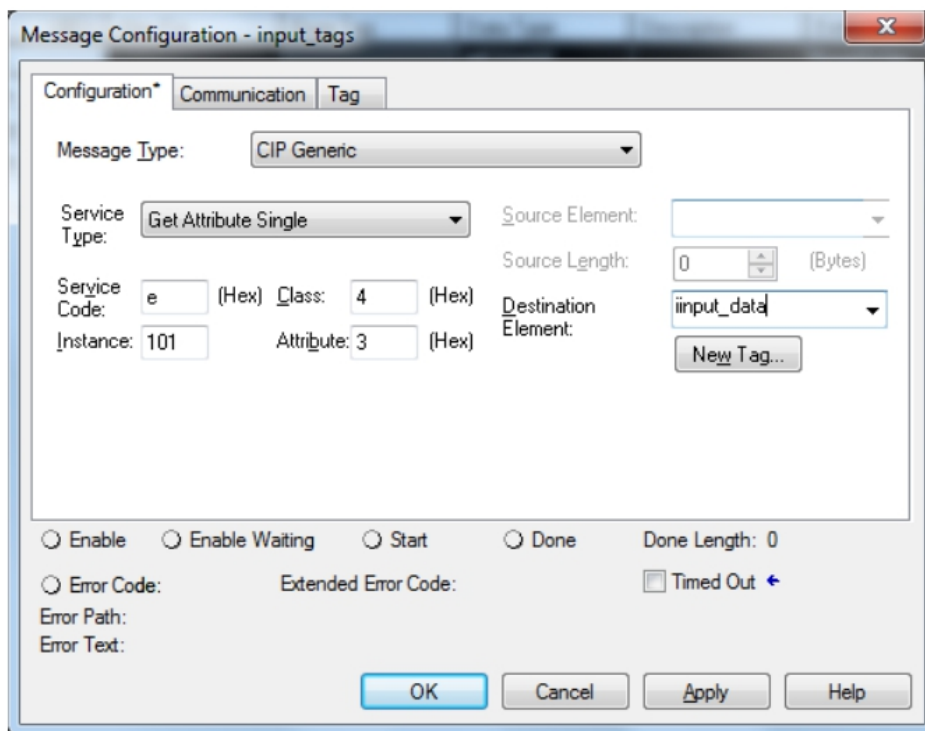 Message Configuration - input_tags
Configuration* Communication Tag
Message Type: CIP Generic
Service Type: Get Attribute Single
Source Element:
Source Length: 0 (Bytes)
Service Code: e (Hex) Class: 4 (Hex)
Destination Element: iinput_data
Instance: 101 Attribute: 3 (Hex)
New Tag...
Enable Enable Waiting Start Done Done Length: 0
Error Code: Extended Error Code: Timed Out
Error Path:
Error Text:
OK Cancel Apply Help